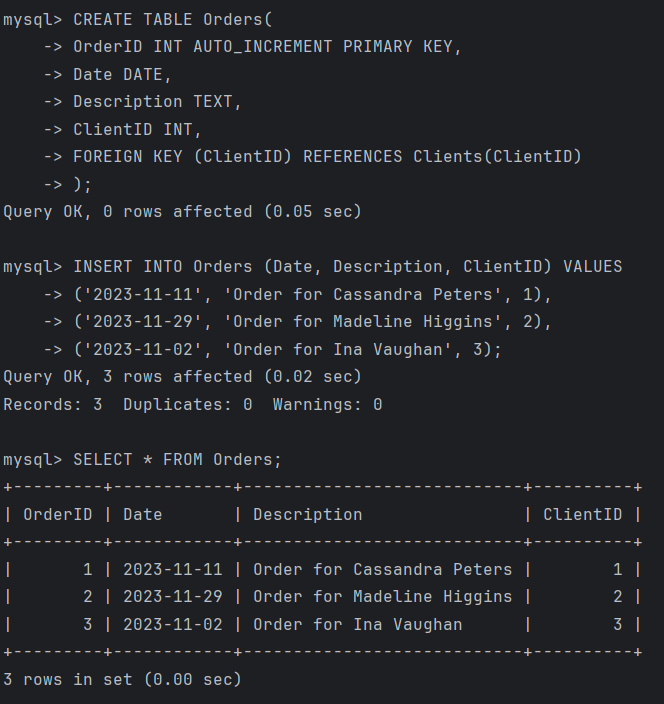 mysql> CREATE TABLE Orders(
    -> OrderID INT AUTO_INCREMENT PRIMARY KEY,
    -> Date DATE,
    -> Description TEXT,
    -> ClientID INT,
    -> FOREIGN KEY (ClientID) REFERENCES Clients(ClientID)
    -> );
Query OK, 0 rows affected (0.05 sec)

mysql> INSERT INTO Orders (Date, Description, ClientID) VALUES
    -> ('2023-11-11', 'Order for Cassandra Peters', 1),
    -> ('2023-11-29', 'Order for Madeline Higgins', 2),
    -> ('2023-11-02', 'Order for Ina Vaughan', 3);
Query OK, 3 rows affected (0.02 sec)
Records: 3  Duplicates: 0  Warnings: 0

mysql> SELECT * FROM Orders;
+---------+------------+----------------------------+----------+
| OrderID | Date       | Description                | ClientID |
+---------+------------+----------------------------+----------+
|       1 | 2023-11-11 | Order for Cassandra Peters |        1 |
|       2 | 2023-11-29 | Order for Madeline Higgins |        2 |
|       3 | 2023-11-02 | Order for Ina Vaughan      |        3 |
+---------+------------+----------------------------+----------+
3 rows in set (0.00 sec)